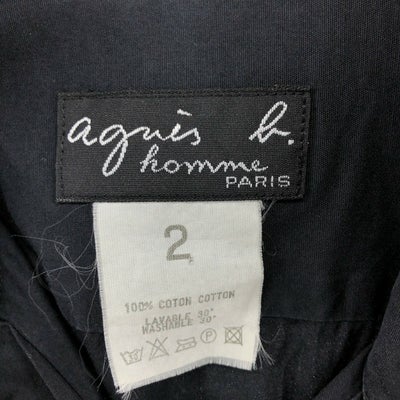 agnès b.
homme
PARIS
2
100% COTON COTTON
LAVABLE 30°
WASHABLE 30°